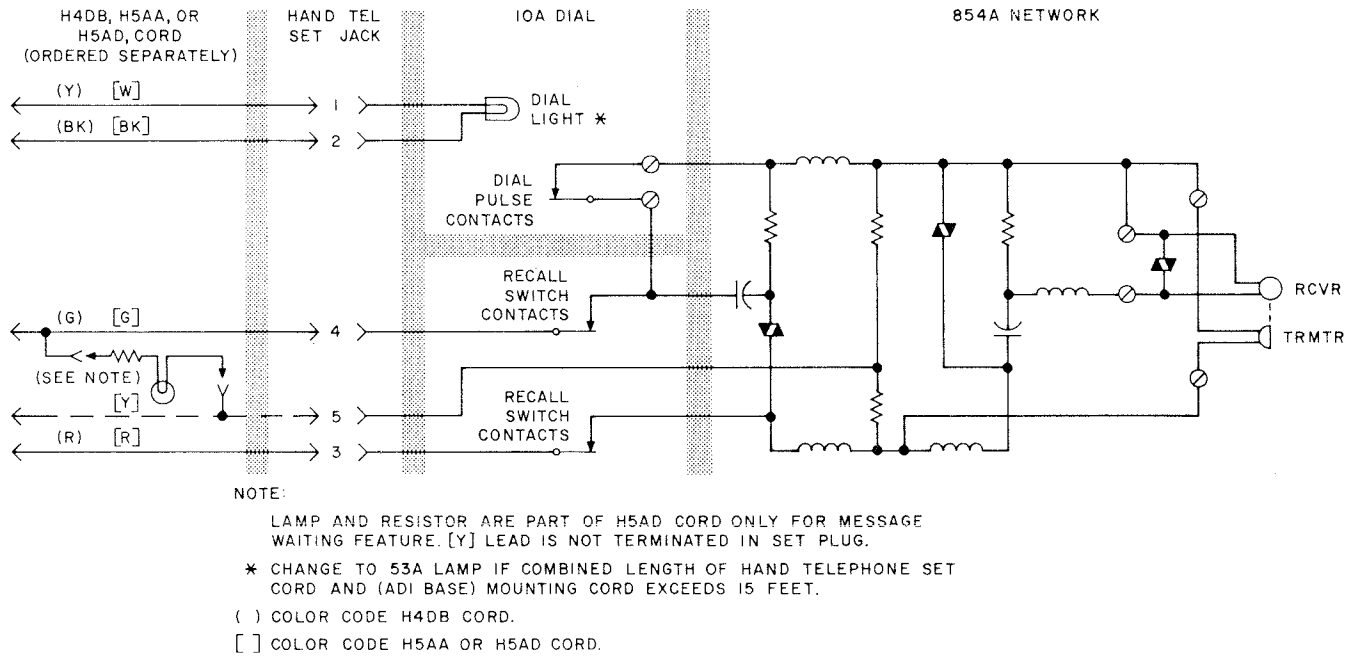 H4DB, H5AA, OR
H5AD, CORD
(ORDERED SEPARATELY)
HAND TEL
SET JACK
10A DIAL
854A NETWORK
(Y) [W]
1
DIAL
LIGHT *
(BK) [BK]
2
DIAL
PULSE
CONTACTS
RECALL
SWITCH
CONTACTS
RCVR
(G) [G]
4
TRMTR
(SEE NOTE)
[Y]
5
RECALL
SWITCH
CONTACTS
(R) [R]
3
NOTE:
LAMP AND RESISTOR ARE PART OF H5AD CORD ONLY FOR MESSAGE
WAITING FEATURE. [Y] LEAD IS NOT TERMINATED IN SET PLUG.
* CHANGE TO 53A LAMP IF COMBINED LENGTH OF HAND TELEPHONE SET
CORD AND (AD1 BASE) MOUNTING CORD EXCEEDS 15 FEET.
( ) COLOR CODE H4DB CORD.
[ ] COLOR CODE H5AA OR H5AD CORD.